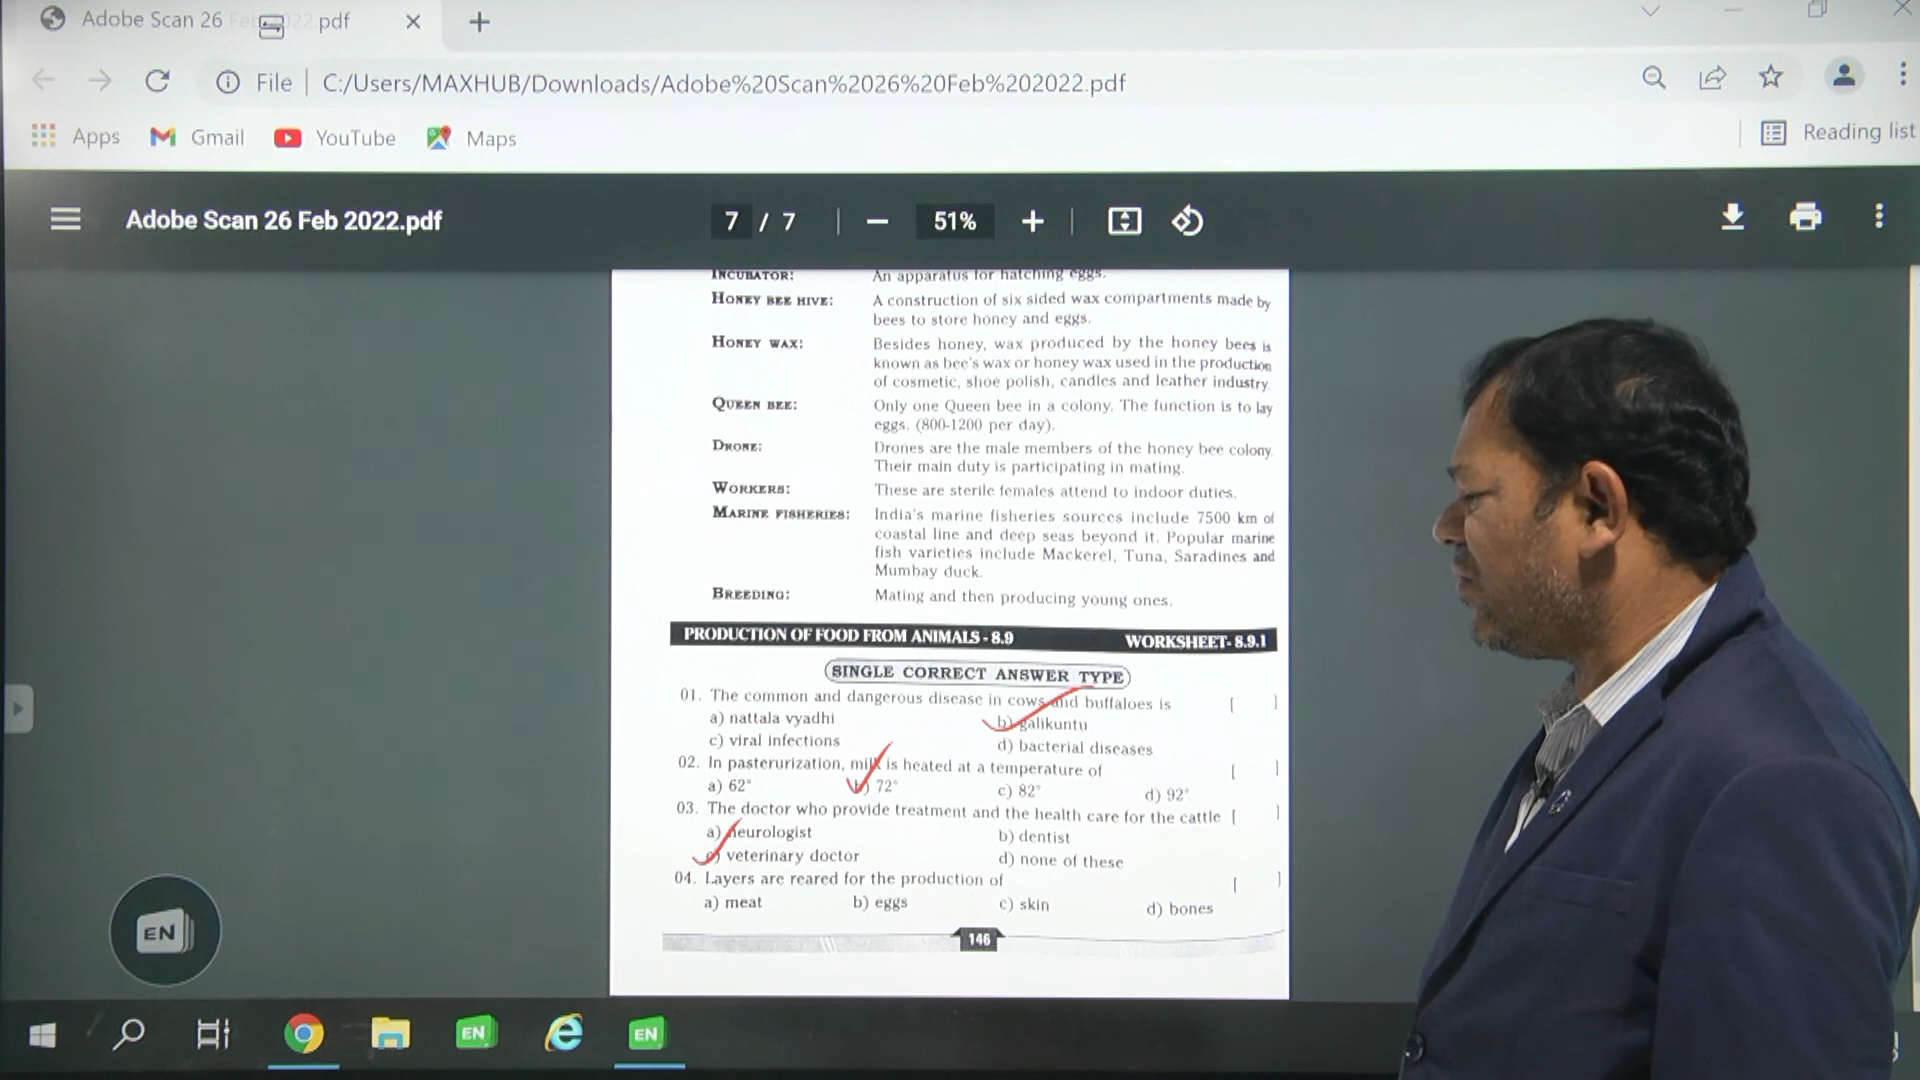 Adobe Scan 26 Feb 2022.pdf
File C:/Users/MAXHUB/Downloads/Adobe%20Scan%2026%20Feb%202022.pdf
Apps Gmail YouTube Maps Reading list
Adobe Scan 26 Feb 2022.pdf 7 / 7 51%
INCUBATOR: An apparatus for hatching eggs.
HONEY BEE HIVE: A construction of six sided wax compartments made by
bees to store honey and eggs.
HONEY WAX: Besides honey, wax produced by the honey bees is
known as bee's wax or honey wax used in the production
of cosmetic, shoe polish, candles and leather industry.
QUEEN BEE: Only one Queen bee in a colony. The function is to lay
eggs. (800-1200 per day).
DRONE: Drones are the male members of the honey bee colony.
Their main duty is participating in mating.
WORKERS: These are sterile females attend to indoor duties.
MARINE FISHERIES: India's marine fisheries sources include 7500 km of
coastal line and deep seas beyond it. Popular marine
fish varieties include Mackerel, Tuna, Saradines and
Mumbay duck.
BREEDING: Mating and then producing young ones.
PRODUCTION OF FOOD FROM ANIMALS - 8.9 WORKSHEET- 8.9.1
SINGLE CORRECT ANSWER TYPE
01. The common and dangerous disease in cows and buffaloes is [ ]
a) nattala vyadhi b) galikuntu
c) viral infections d) bacterial diseases
02. In pasterurization, milk is heated at a temperature of [ ]
a) 62° b) 72° c) 82° d) 92°
03. The doctor who provide treatment and the health care for the cattle [ ]
a) neurologist b) dentist
c) veterinary doctor d) none of these
04. Layers are reared for the production of [ ]
a) meat b) eggs c) skin d) bones
146
EN
EN
EN